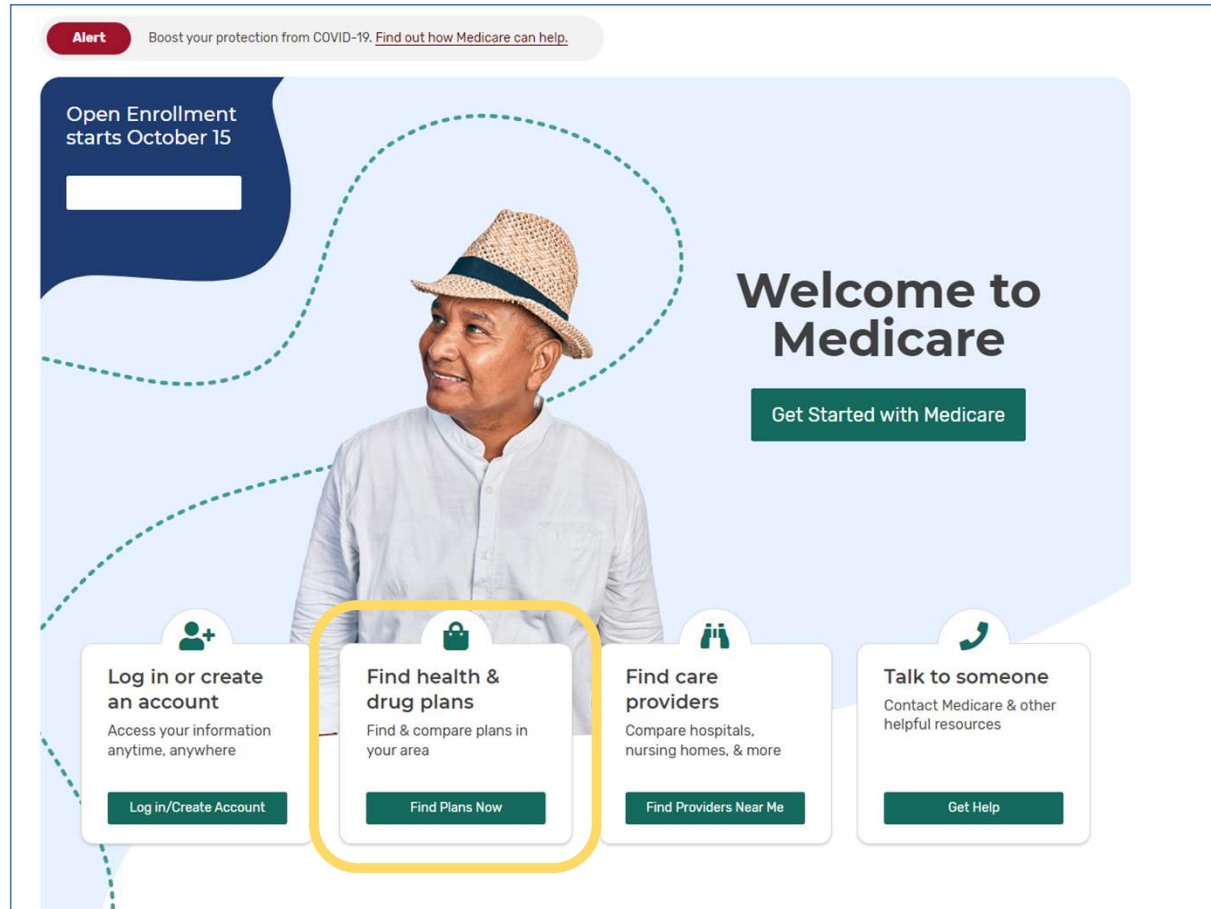 Alert
Boost your protection from COVID-19. Find out how Medicare can help.
Open Enrollment
starts October 15
Welcome to
Medicare
Get Started with Medicare
Log in or create
an account
Access your information
anytime, anywhere
Log in/Create Account
Find health &
drug plans
Find & compare plans in
your area
Find Plans Now
Find care
providers
Compare hospitals,
nursing homes, & more
Find Providers Near Me
Talk to someone
Contact Medicare & other
helpful resources
Get Help